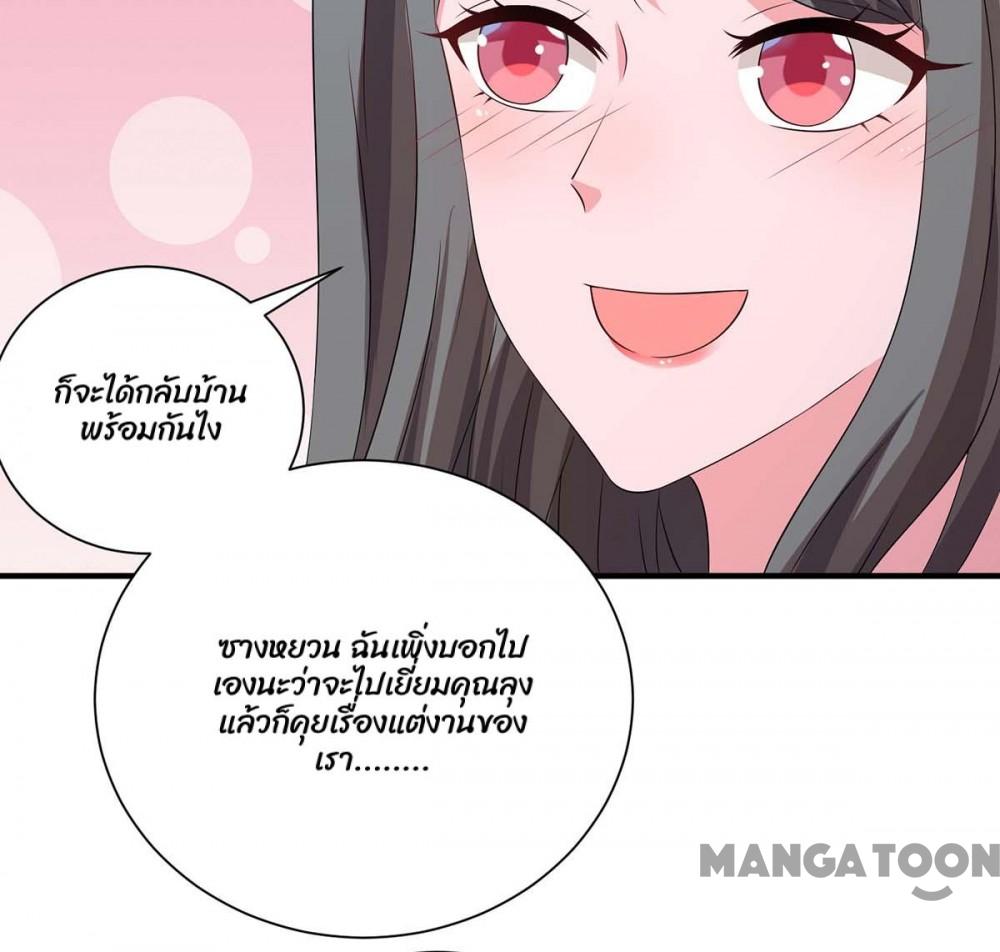 ก็จะได้กลับบ้าน
พร้อมกันไง
ซางหยวน ฉันเพิ่งบอกไป
เองนะว่าจะไปเยี่ยมคุณลุง
แล้วก็คุยเรื่องแต่งานของ
เรา........
MANGATOON